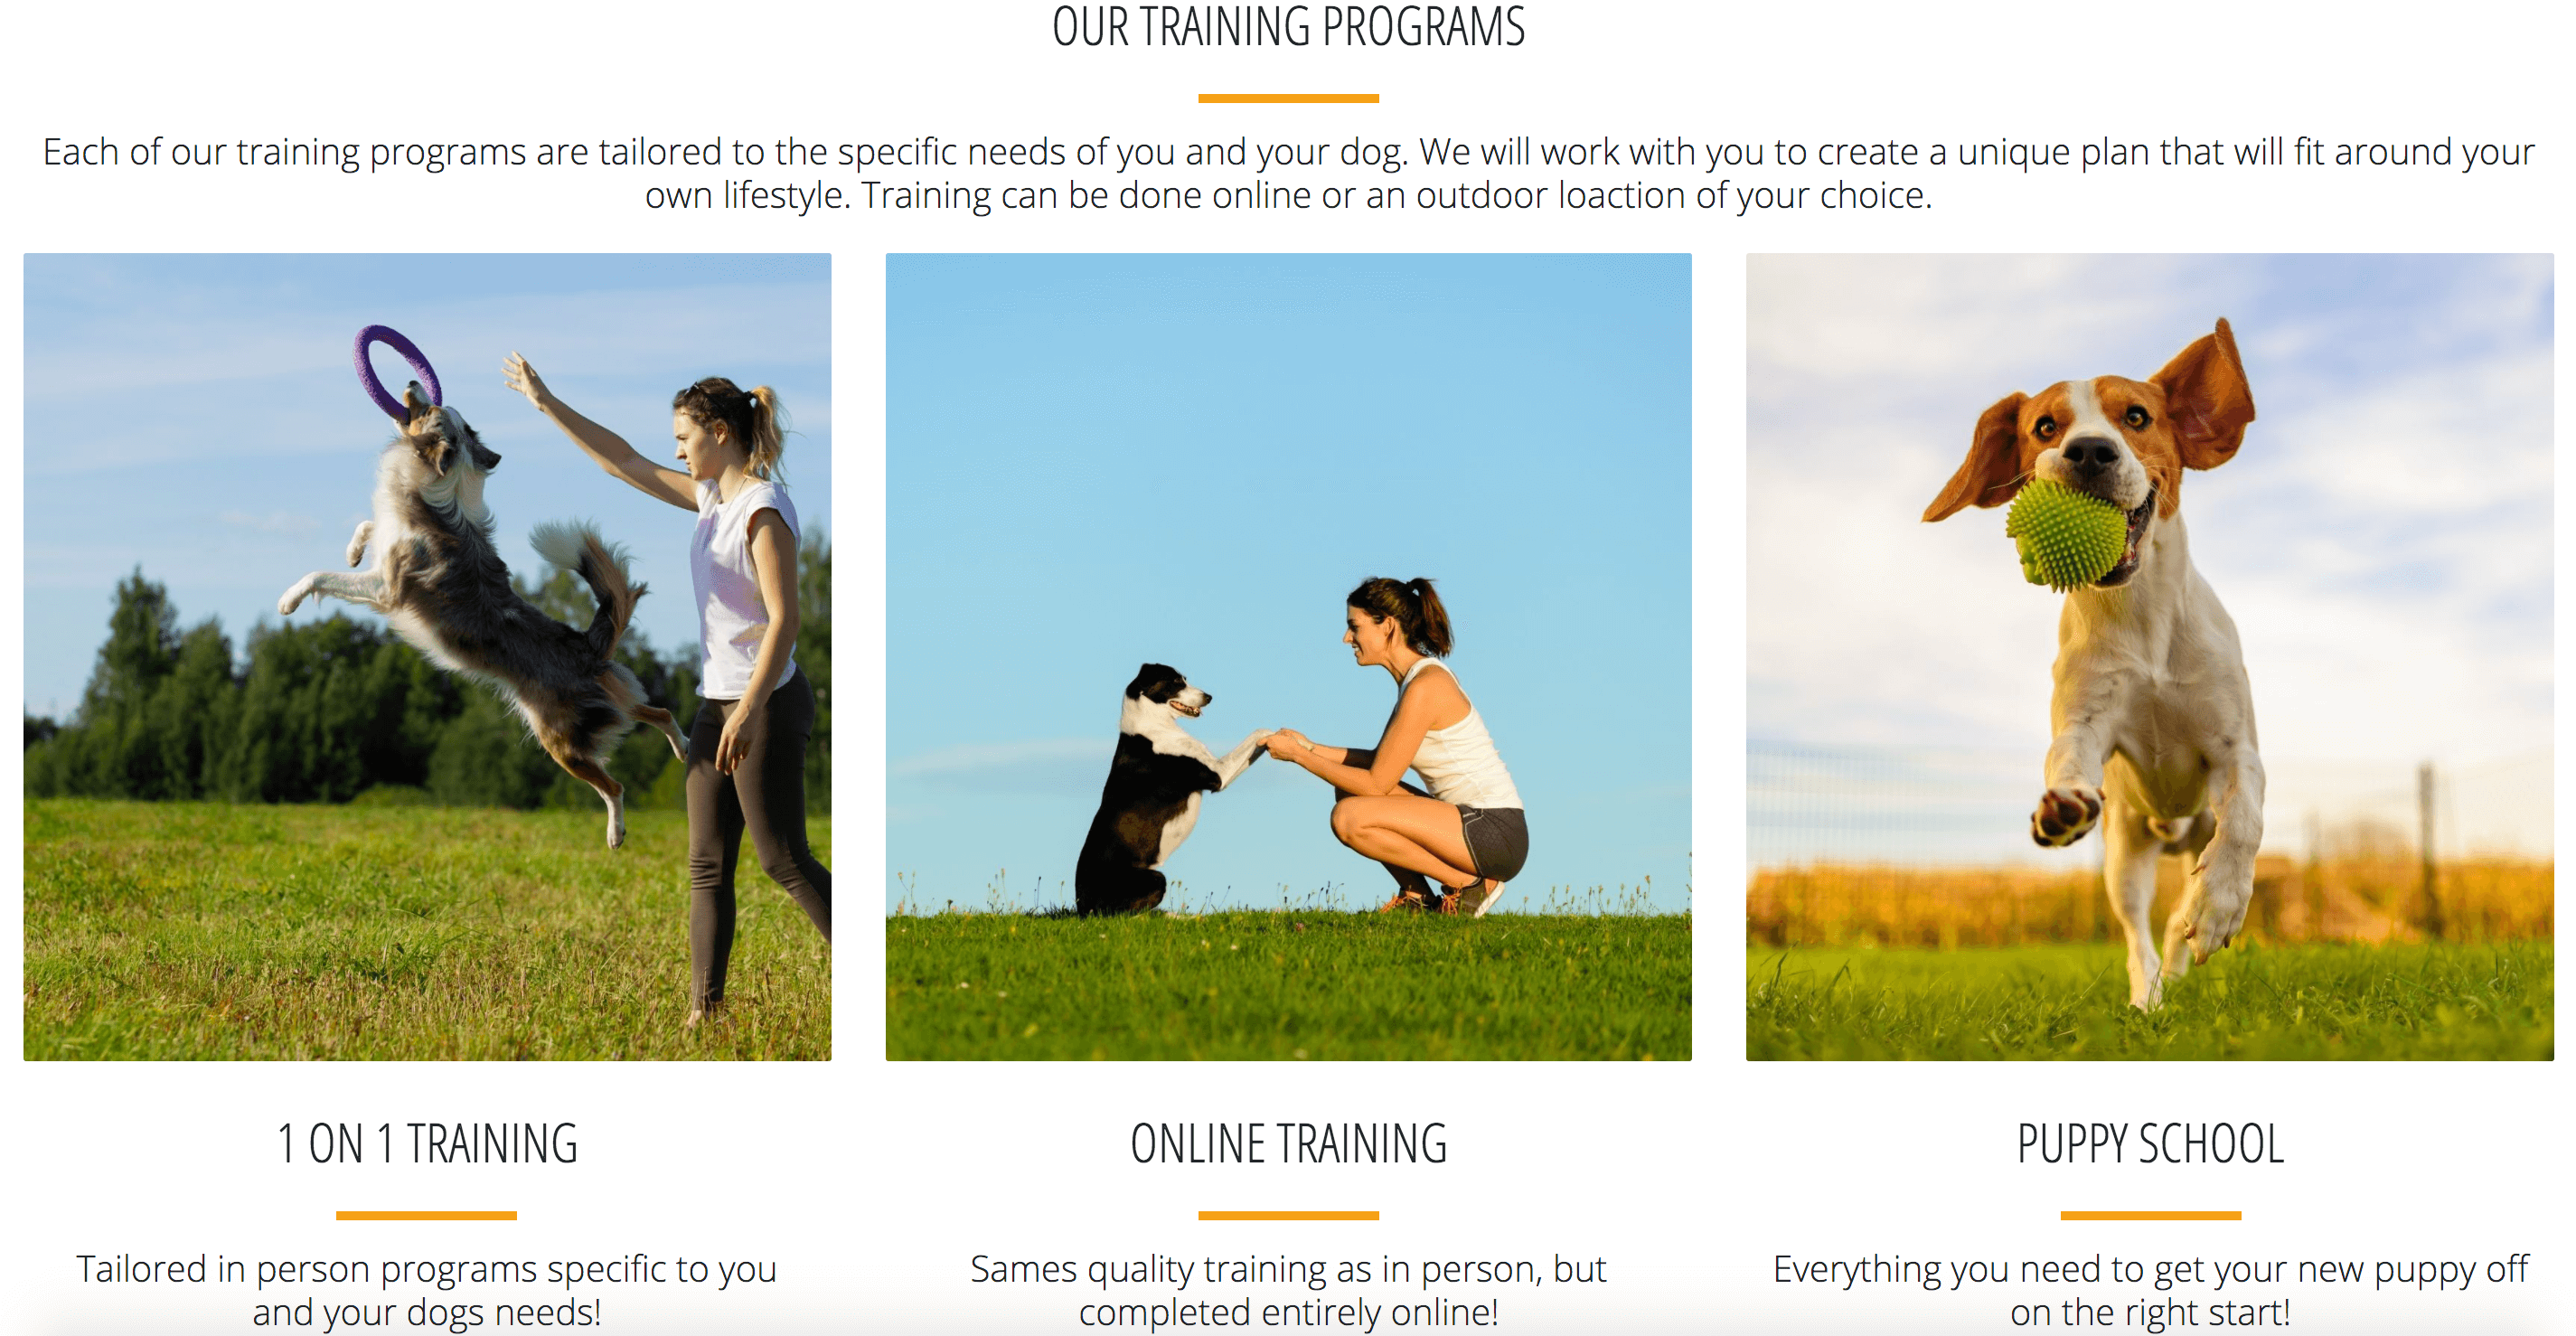 OUR TRAINING PROGRAMS
Each of our training programs are tailored to the specific needs of you and your dog. We will work with you to create a unique plan that will fit around your
own lifestyle. Training can be done online or an outdoor loaction of your choice.
1 ON 1 TRAINING
Tailored in person programs specific to you
and your dogs needs!
ONLINE TRAINING
Sames quality training as in person, but
completed entirely online!
PUPPY SCHOOL
Everything you need to get your new puppy off
on the right start!